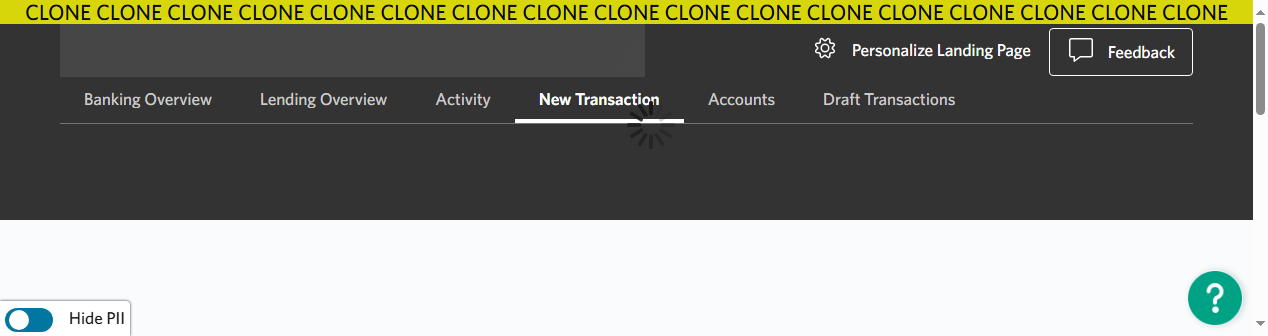 CLONE CLONE CLONE CLONE CLONE CLONE CLONE CLONE CLONE CLONE CLONE CLONE CLONE CLONE CLONE CLONE CLONE
Personalize Landing Page
Feedback
Banking Overview Lending Overview Activity New Transaction Accounts Draft Transactions
?
Hide PII